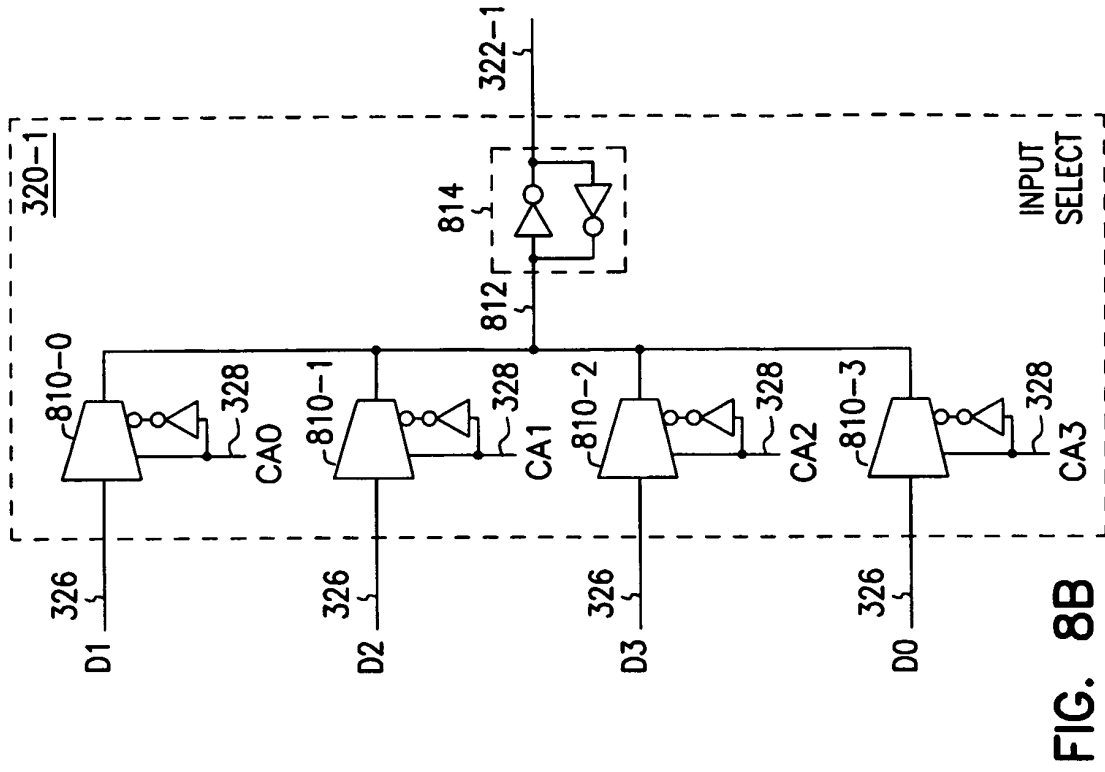 320-1
322-1
814
812
INPUT
SELECT
810-0
328
CA0
326
D1
810-1
328
CA1
326
D2
810-2
328
CA2
326
D3
810-3
328
CA3
326
D0
FIG. 8B